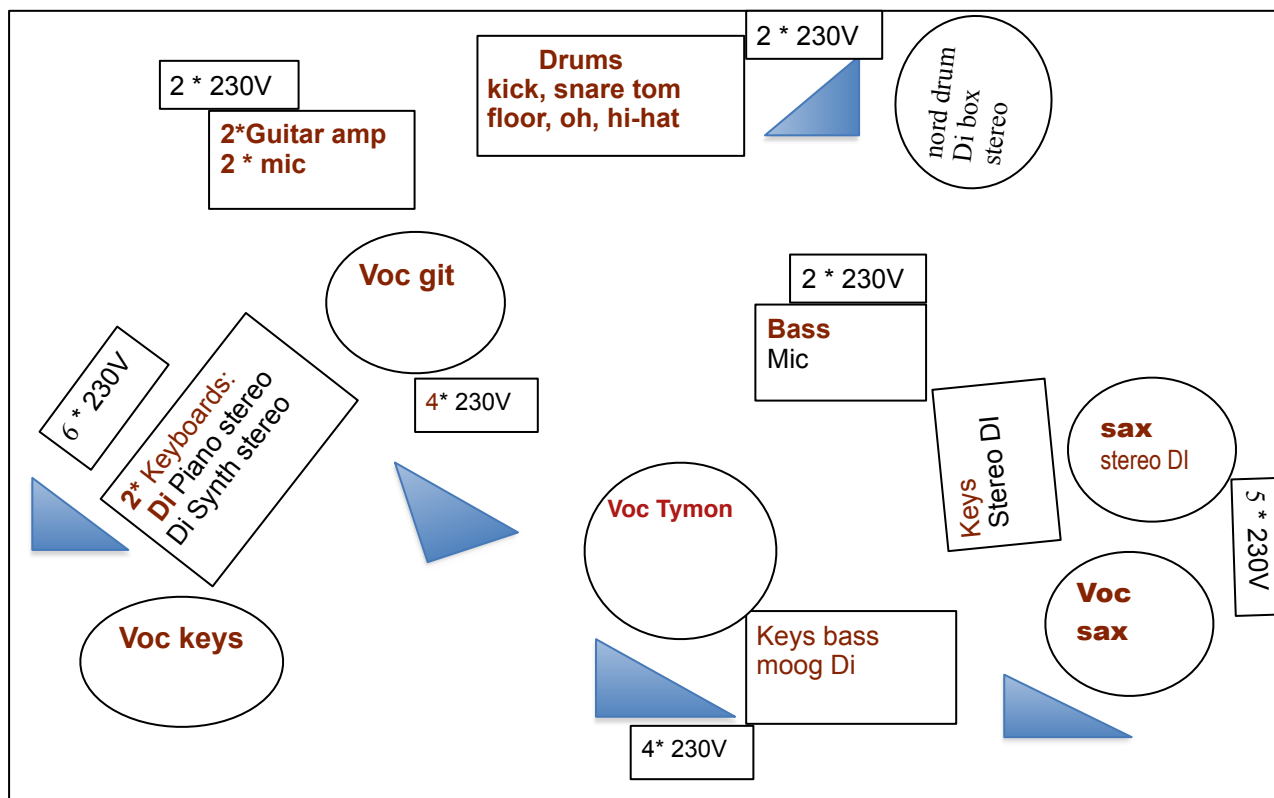 2 * 230V
Drums
kick, snare tom
floor, oh, hi-hat
2 * 230V
nord drum
Di box
stereo
2*Guitar amp
2 * mic
Voc git
2 * 230V
Bass
Mic
6 * 230V
2* Keyboards:
Di Piano stereo
Di Synth stereo
4* 230V
Keys
Stereo DI
sax
stereo DI
5 * 230V
Voc Tymon
Voc keys
Keys bass
moog Di
Voc
sax
4* 230V